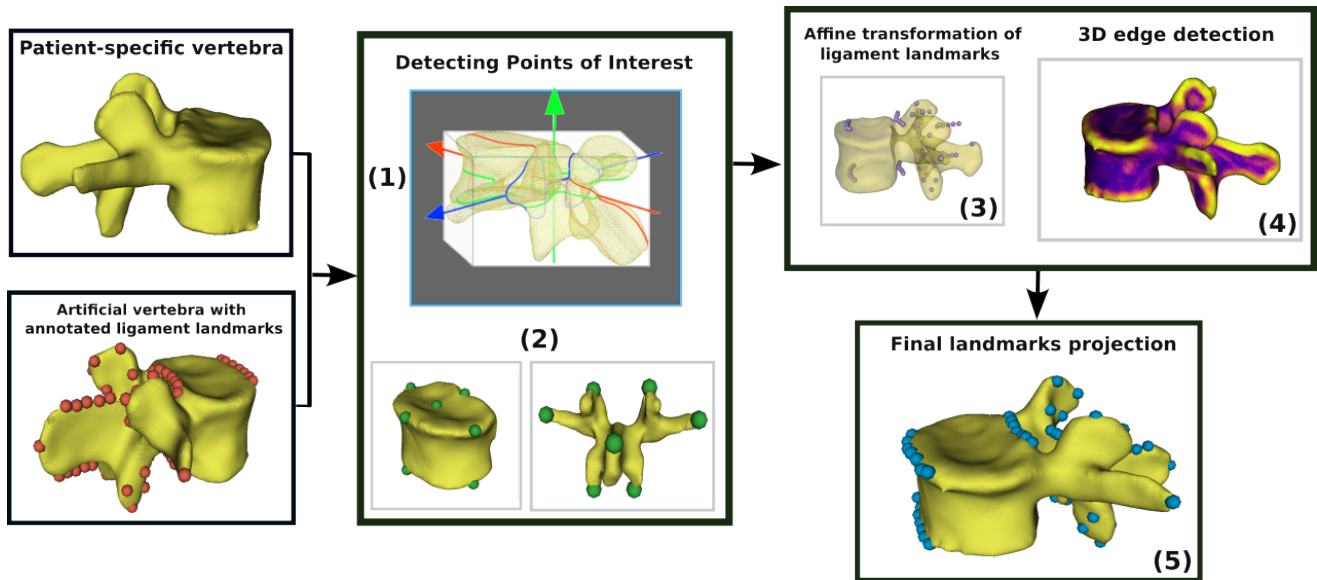 Patient-specific vertebra
Artificial vertebra with
annotated ligament landmarks
Detecting Points of Interest
(1)
(2)
Affine transformation of
ligament landmarks
(3)
3D edge detection
(4)
Final landmarks projection
(5)